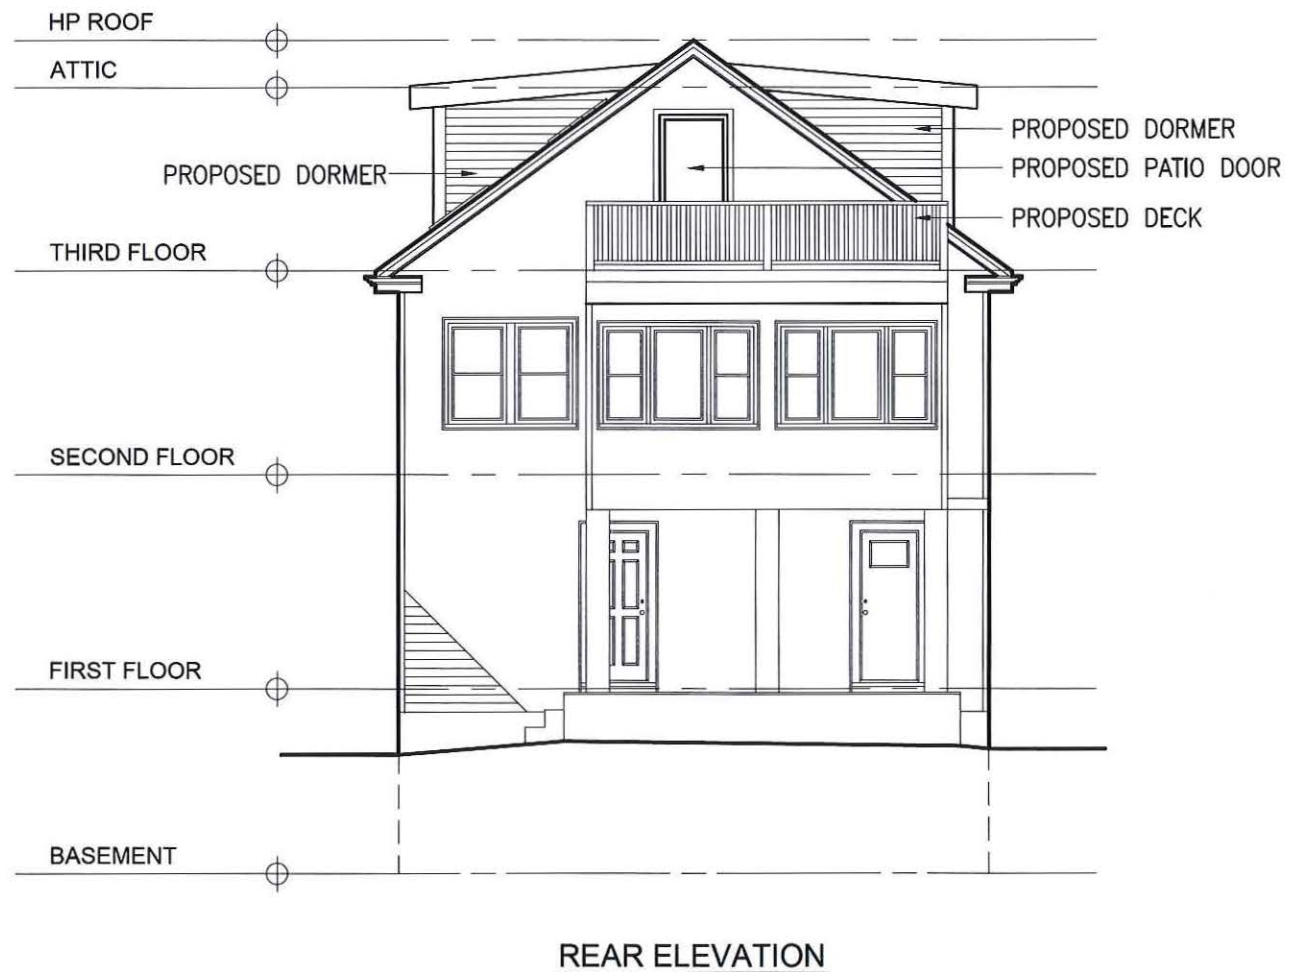 HP ROOF
ATTIC
PROPOSED DORMER
PROPOSED DORMER
PROPOSED PATIO DOOR
PROPOSED DECK
THIRD FLOOR
SECOND FLOOR
FIRST FLOOR
BASEMENT
REAR ELEVATION